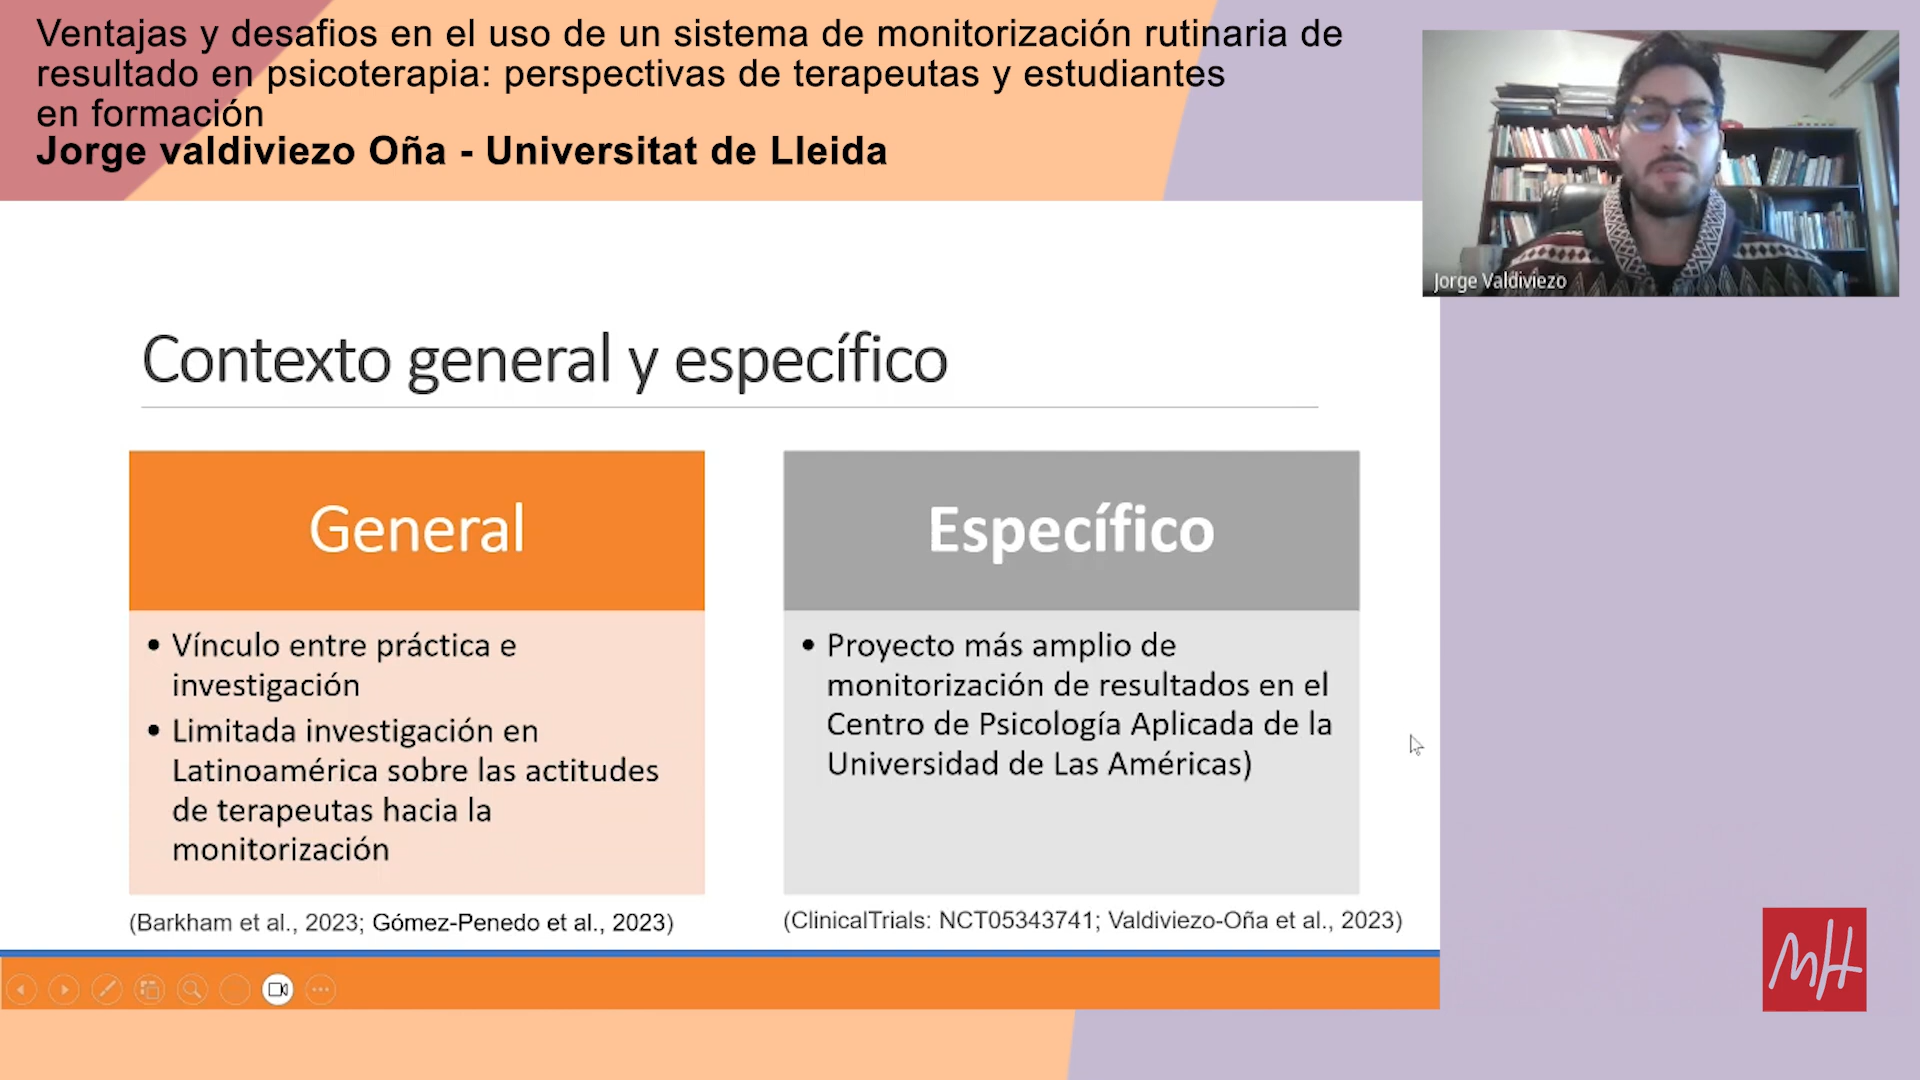 Ventajas y desafios en el uso de un sistema de monitorización rutinaria de
resultado en psicoterapia: perspectivas de terapeutas y estudiantes
en formación
Jorge valdiviezo Oña - Universitat de Lleida
Jorge Valdiviezo
Contexto general y específico
General
• Vínculo entre práctica e
investigación
• Limitada investigación en
Latinoamérica sobre las actitudes
de terapeutas hacia la
monitorización
(Barkham et al., 2023; Gómez-Penedo et al., 2023)
Específico
• Proyecto más amplio de
monitorización de resultados en el
Centro de Psicología Aplicada de la
Universidad de Las Américas)
(ClinicalTrials: NCT05343741; Valdiviezo-Oña et al., 2023)
MH